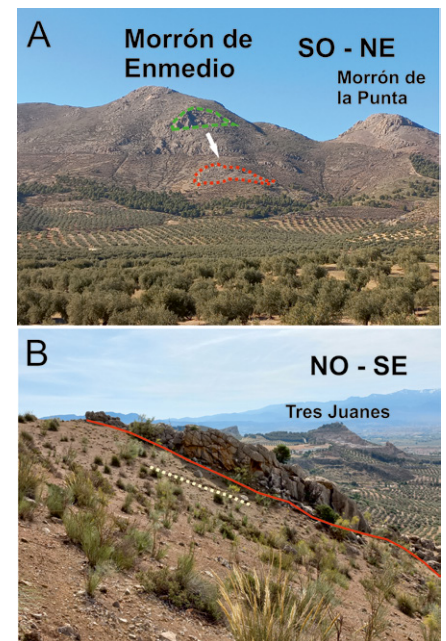 A
Morrón de
Enmedio
SO - NE
Morrón de
la Punta
B
NO - SE
Tres Juanes